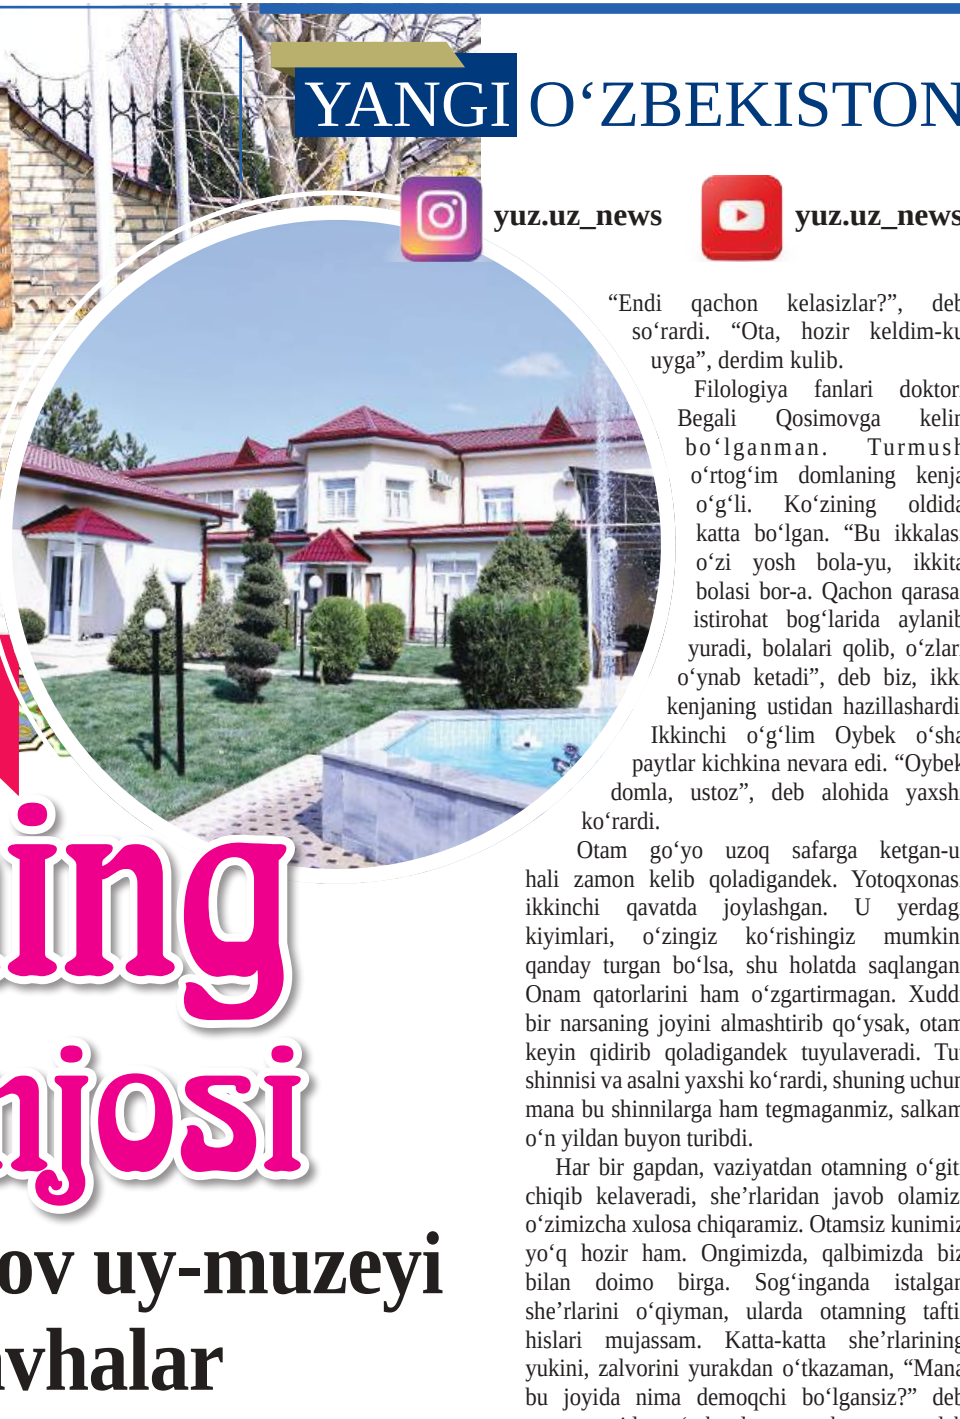 YANGI O‘ZBEKISTON
yuz.uz_news
yuz.uz_news
“Endi qachon kelasizlar?”, deb
so‘rardi. “Ota, hozir keldim-ku
uyga”, derdim kulib.
Filologiya fanlari doktori
Begali Qosimovga kelin
bo‘lganman. Turmush
o‘rtog‘im domlaning kenja
o‘g‘li. Ko‘zining oldida
katta bo‘lgan. “Bu ikkalasi
o‘zi yosh bola-yu, ikkita
bolasi bor-a. Qachon qarasa,
istirohat bog‘larida aylanib
yuradi, bolalari qolib, o‘zlari
o‘ynab ketadi”, deb biz, ikki
kenjaning ustidan hazillashardi.
Ikkinchi o‘g‘lim Oybek o‘sha
paytlar kichkina nevara edi. “Oybek
domla, ustoz”, deb alohida yaxshi
ko‘rardi.
Otam go‘yo uzoq safarga ketgan-u,
hali zamon kelib qoladigandek. Yotoqxonasi
ikkinchi qavatda joylashgan. U yerdagi
kiyimlari, o‘zingiz ko‘rishingiz mumkin,
qanday turgan bo‘lsa, shu holatda saqlangan.
Onam qatorlarini ham o‘zgartirmagan. Xuddi
bir narsaning joyini almashtirib qo‘ysak, otam
keyin qidirib qoladigandek tuyulaveradi. Tut
shinnisi va asalni yaxshi ko‘rardi, shuning uchun
mana bu shinnilarga ham tegmaganmiz, salkam
o‘n yildan buyon turibdi.
Har bir gapdan, vaziyatdan otamning o‘giti
chiqib kelaveradi, she’rlaridan javob olamiz,
o‘zimizcha xulosa chiqaramiz. Otamsiz kunimiz
yo‘q hozir ham. Ongimizda, qalbimizda biz
bilan doimo birga. Sog‘inganda istalgan
she’rlarini o‘qiyman, ularda otamning tafti,
hislari mujassam. Katta-katta she’rlarining
yukini, zalvorini yurakdan o‘tkazaman, “Mana
bu joyida nima demoqchi bo‘lgansiz?” deb
ing
njosi
ov uy-muzeyi
avhalar